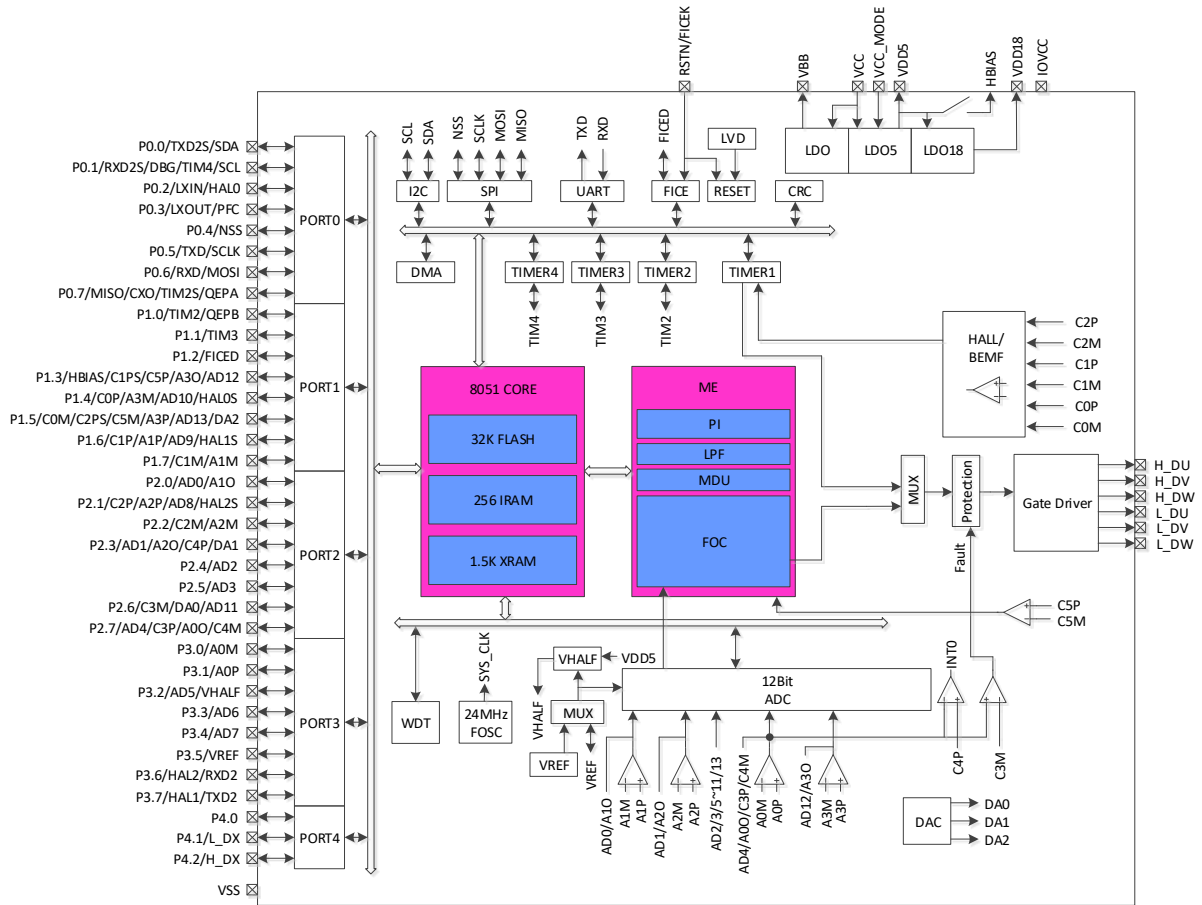 RSTN/FICEK
VBB
VCC
VCC_MODE
VDD5
HBIAS
VDD18
IOVCC
LDO
LDO5
LDO18
SCL
SDA
NSS
SCLK
MOSI
MISO
TXD
RXD
FICED
LVD
I2C
SPI
UART
FICE
RESET
CRC
DMA
TIMER4
TIMER3
TIMER2
TIMER1
TIM4
TIM3
TIM2
P0.0/TXD2S/SDA
P0.1/RXD2S/DBG/TIM4/SCL
P0.2/LXIN/HAL0
P0.3/LXOUT/PFC
P0.4/NSS
P0.5/TXD/SCLK
P0.6/RXD/MOSI
P0.7/MISO/CXO/TIM2S/QEPA
PORT0
P1.0/TIM2/QEPB
P1.1/TIM3
P1.2/FICED
P1.3/HBIAS/C1PS/C5P/A3O/AD12
P1.4/C0P/A3M/AD10/HAL0S
P1.5/C0M/C2PS/C5M/A3P/AD13/DA2
P1.6/C1P/A1P/AD9/HAL1S
P1.7/C1M/A1M
PORT1
P2.0/AD0/A1O
P2.1/C2P/A2P/AD8/HAL2S
P2.2/C2M/A2M
P2.3/AD1/A2O/C4P/DA1
P2.4/AD2
P2.5/AD3
P2.6/C3M/DA0/AD11
P2.7/AD4/C3P/A0O/C4M
PORT2
P3.0/A0M
P3.1/A0P
P3.2/AD5/VHALF
P3.3/AD6
P3.4/AD7
P3.5/VREF
P3.6/HAL2/RXD2
P3.7/HAL1/TXD2
PORT3
P4.0
P4.1/L_DX
P4.2/H_DX
PORT4
VSS
8051 CORE
32K FLASH
256 IRAM
1.5K XRAM
ME
PI
LPF
MDU
FOC
HALL/
BEMF
C2P
C2M
C1P
C1M
C0P
C0M
MUX
Protection
Fault
Gate Driver
H_DU
H_DV
H_DW
L_DU
L_DV
L_DW
C5P
C5M
WDT
SYS_CLK
24MHz
FOSC
VHALF
VDD5
VHALF
MUX
VREF
VREF
12Bit
ADC
AD0/A1O
A1M
A1P
AD1/A2O
A2M
A2P
AD2/3/5~11/13
AD4/A0O/C3P/C4M
A0M
A0P
AD12/A3O
A3M
A3P
INT0
C4P
C3M
DAC
DA0
DA1
DA2